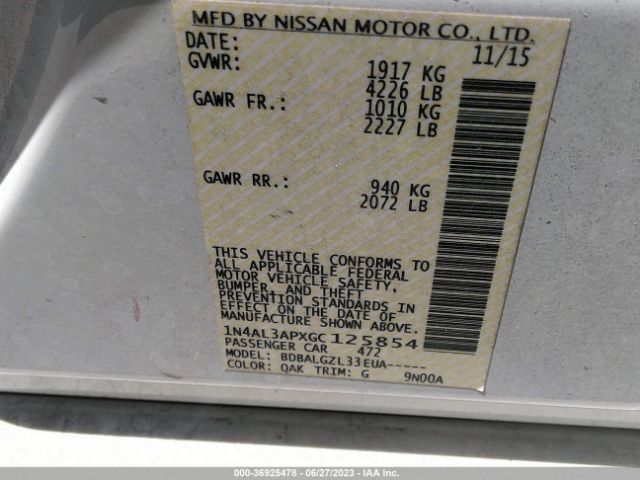 MFD BY NISSAN MOTOR CO., LTD.
DATE: 11/15
GVWR: 1917 KG
4226 LB
GAWR FR.: 1010 KG
2227 LB
GAWR RR.: 940 KG
2072 LB
THIS VEHICLE CONFORMS TO
ALL APPLICABLE FEDERAL
MOTOR VEHICLE SAFETY,
BUMPER, AND THEFT
PREVENTION STANDARDS IN
EFFECT ON THE DATE OF
MANUFACTURE SHOWN ABOVE.
1N4AL3APXGC125854
PASSENGER CAR 472
MODEL: BDBALGZL33EUA-----
COLOR: QAK TRIM: G 9N00A
000-36925478 - 06/27/2023 - IAA Inc.